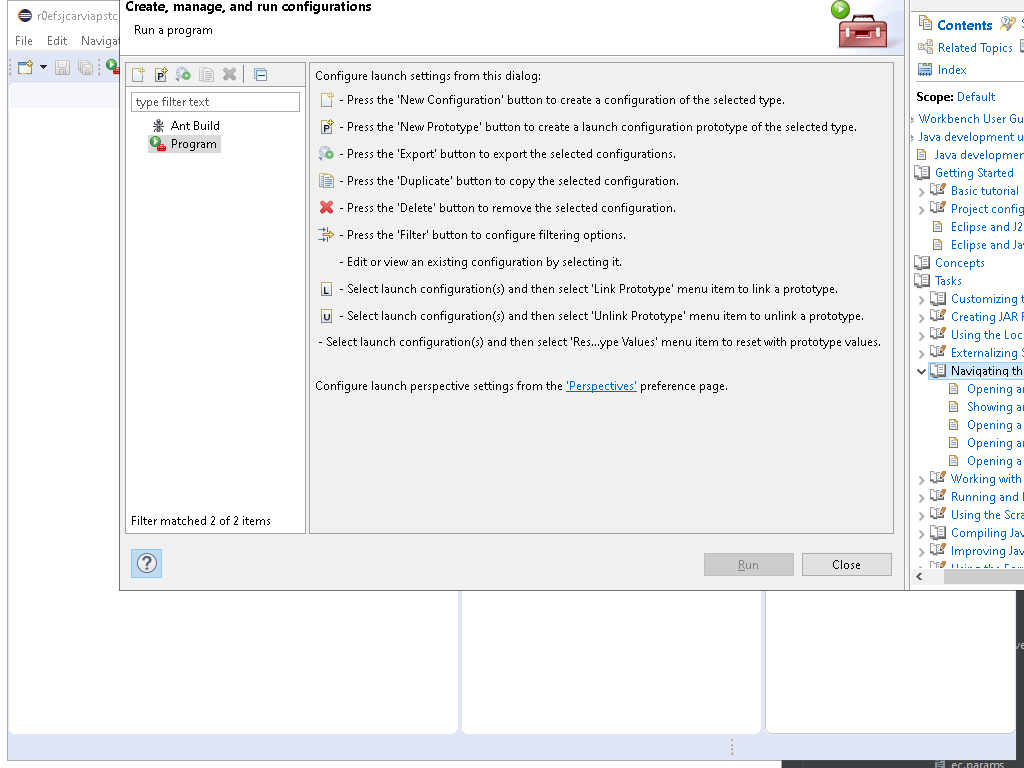 r0efsjcarviapstc
File Edit Navigat
Create, manage, and run configurations
Run a program
type filter text
Ant Build
Program
Filter matched 2 of 2 items
Configure launch settings from this dialog:
- Press the 'New Configuration' button to create a configuration of the selected type.
P - Press the 'New Prototype' button to create a launch configuration prototype of the selected type.
- Press the 'Export' button to export the selected configurations.
- Press the 'Duplicate' button to copy the selected configuration.
- Press the 'Delete' button to remove the selected configuration.
- Press the 'Filter' button to configure filtering options.
- Edit or view an existing configuration by selecting it.
L - Select launch configuration(s) and then select 'Link Prototype' menu item to link a prototype.
U - Select launch configuration(s) and then select 'Unlink Prototype' menu item to unlink a prototype.
- Select launch configuration(s) and then select 'Res...ype Values' menu item to reset with prototype values.
Configure launch perspective settings from the 'Perspectives' preference page.
?
Run
Close
Contents
Related Topics
Index
Scope: Default
Workbench User Gu
Java development u
Java developmen
Getting Started
Basic tutorial
Project config
Eclipse and J2
Eclipse and Ja
Concepts
Tasks
Customizing t
Creating JAR F
Using the Loc
Externalizing S
Navigating th
Opening an
Showing an
Opening a
Opening an
Opening a
Working with
Running and
Using the Scra
Compiling Jav
Improving Jav
Using the For
ec.params